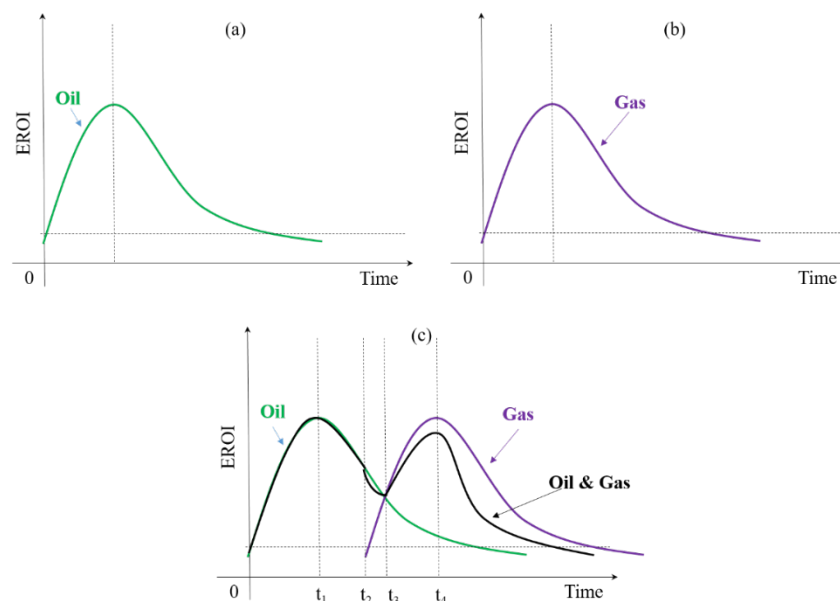 (a)
Oil
EROI
0
Time
(b)
Gas
EROI
0
Time
(c)
Oil
Gas
EROI
Oil & Gas
0
t1
t2
t3
t4
Time